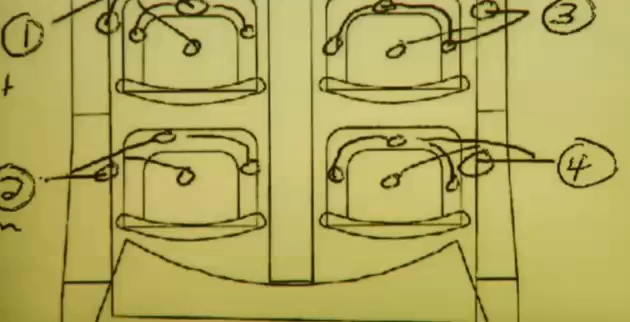 ①
③
②
④